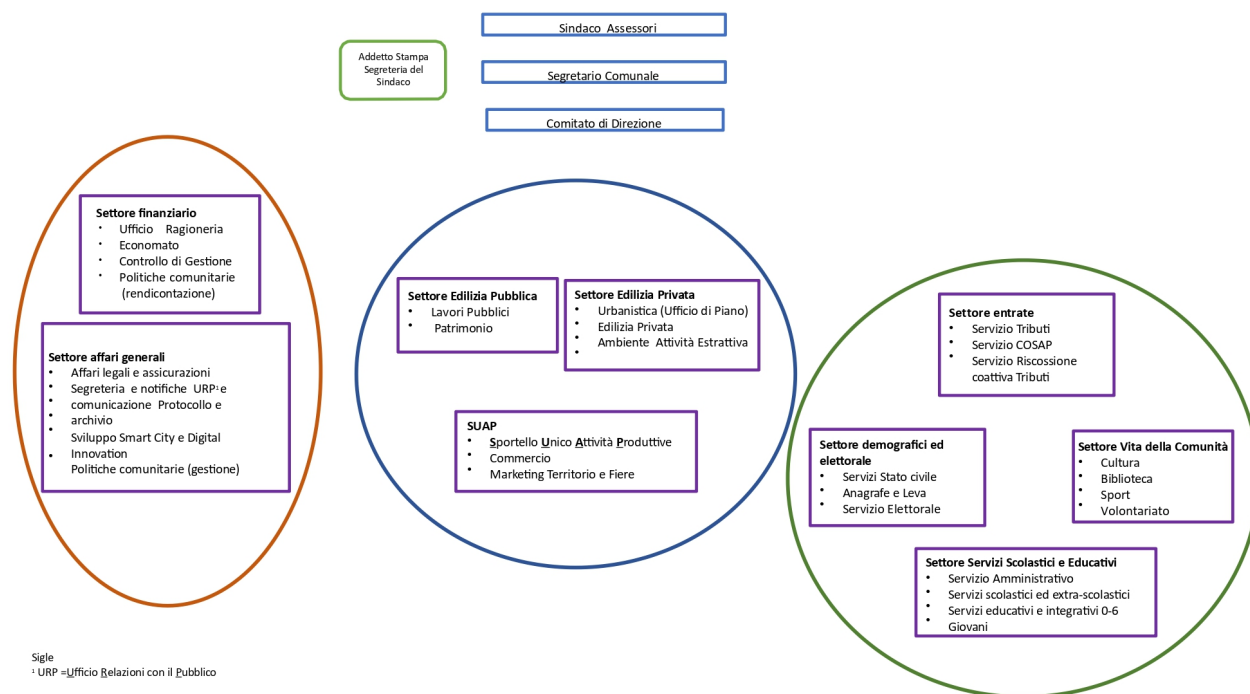 Sindaco Assessori
Addetto Stampa
Segreteria del
Sindaco
Segretario Comunale
Comitato di Direzione
Settore finanziario
• Ufficio Ragioneria
• Economato
• Controllo di Gestione
• Politiche comunitarie
(rendicontazione)
Settore affari generali
• Affari legali e assicurazioni
• Segreteria e notifiche URP¹ e
• comunicazione Protocollo e
• archivio
• Sviluppo Smart City e Digital
• Innovation
Politiche comunitarie (gestione)
Settore Edilizia Pubblica
• Lavori Pubblici
• Patrimonio
Settore Edilizia Privata
• Urbanistica (Ufficio di Piano)
• Edilizia Privata
• Ambiente Attività Estrattiva
•
SUAP
• Sportello Unico Attività Produttive
• Commercio
• Marketing Territorio e Fiere
Settore entrate
• Servizio Tributi
• Servizio COSAP
• Servizio Riscossione
coattiva Tributi
Settore demografici ed
elettorale
• Servizi Stato civile
• Anagrafe e Leva
• Servizio Elettorale
Settore Vita della Comunità
• Cultura
• Biblioteca
• Sport
• Volontariato
Settore Servizi Scolastici e Educativi
• Servizio Amministrativo
• Servizi scolastici ed extra-scolastici
• Servizi educativi e integrativi 0-6
• Giovani
Sigle
¹ URP =Ufficio Relazioni con il Pubblico